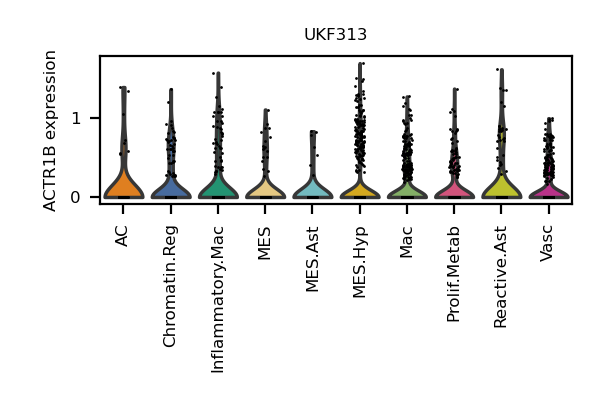 UKF313
ACTR1B expression
1
0
AC
Chromatin.Reg
Inflammatory.Mac
MES
MES.Ast
MES.Hyp
Mac
Prolif.Metab
Reactive.Ast
Vasc